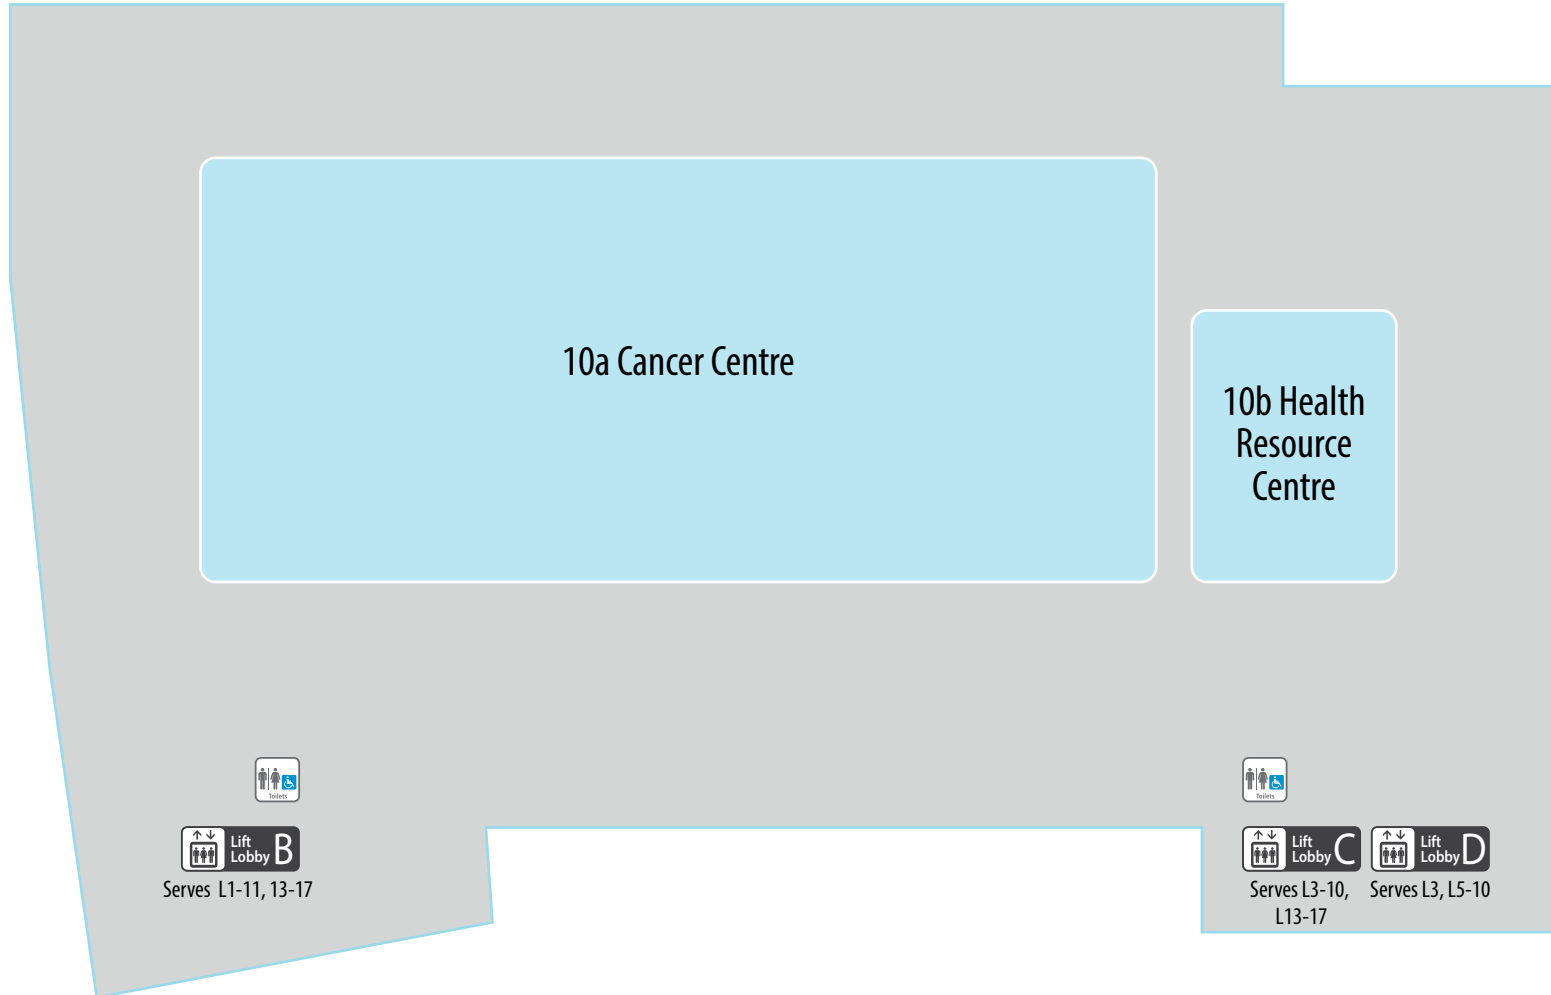 10a Cancer Centre
10b Health
Resource
Centre
Toilets
Lift
Lobby B
Serves L1-11, 13-17
Toilets
Lift
Lobby C
Serves L3-10,
L13-17
Lift
Lobby D
Serves L3, L5-10